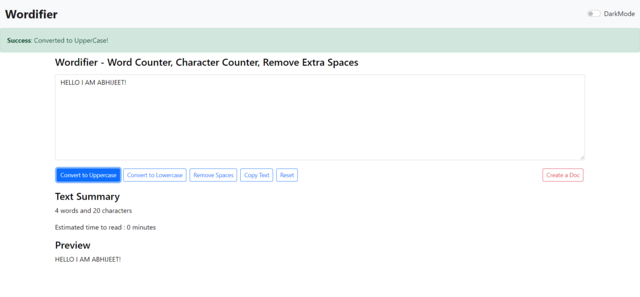 Wordifier
DarkMode
Success: Converted to UpperCase!
Wordifier - Word Counter, Character Counter, Remove Extra Spaces
HELLO I AM ABHIJEET!
Convert to Uppercase Convert to Lowercase Remove Spaces Copy Text Reset Create a Doc
Text Summary
4 words and 20 characters
Estimated time to read : 0 minutes
Preview
HELLO I AM ABHIJEET!